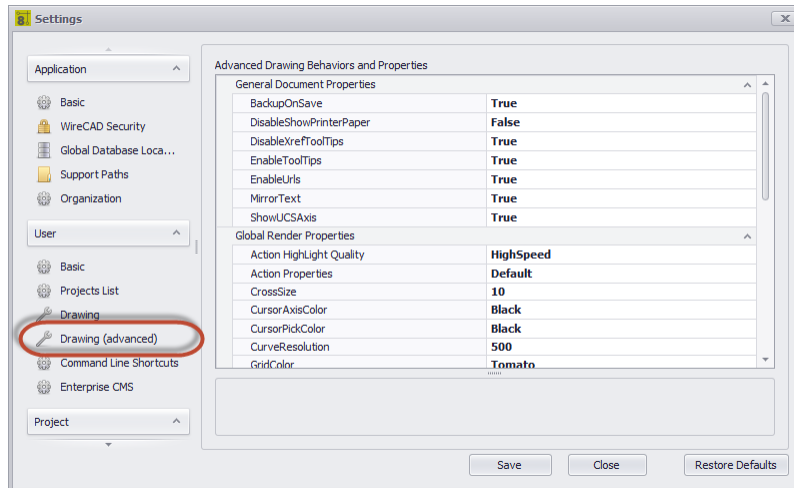 8 Settings
Application
Basic
WireCAD Security
Global Database Loca...
Support Paths
Organization
User
Basic
Projects List
Drawing
Drawing (advanced)
Command Line Shortcuts
Enterprise CMS
Project
Advanced Drawing Behaviors and Properties
General Document Properties
BackupOnSave True
DisableShowPrinterPaper False
DisableXrefToolTips True
EnableToolTips True
EnableUrls True
MirrorText True
ShowUCSAxis True
Global Render Properties
Action HighLight Quality HighSpeed
Action Properties Default
CrossSize 10
CursorAxisColor Black
CursorPickColor Black
CurveResolution 500
GridColor Tomato
Save Close Restore Defaults